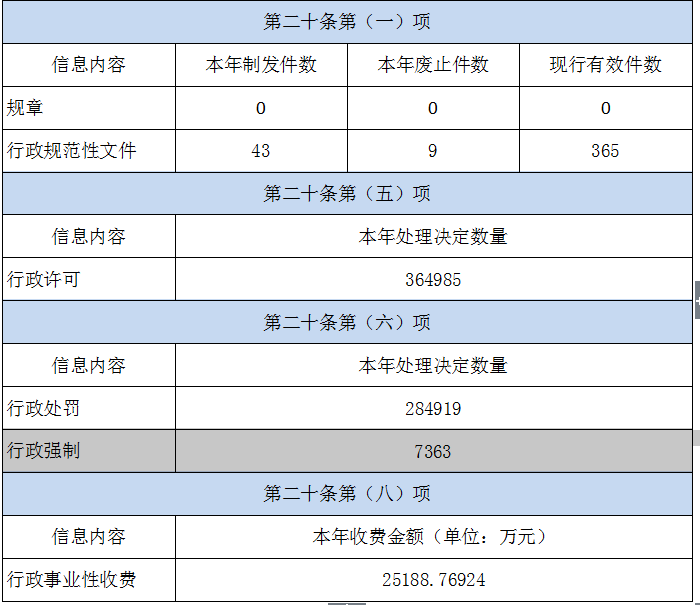 第二十条第（一）项
信息内容 本年制发件数 本年废止件数 现行有效件数
规章 0 0 0
行政规范性文件 43 9 365
第二十条第（五）项
信息内容 本年处理决定数量
行政许可 364985
第二十条第（六）项
信息内容 本年处理决定数量
行政处罚 284919
行政强制 7363
第二十条第（八）项
信息内容 本年收费金额（单位：万元）
行政事业性收费 25188.76924